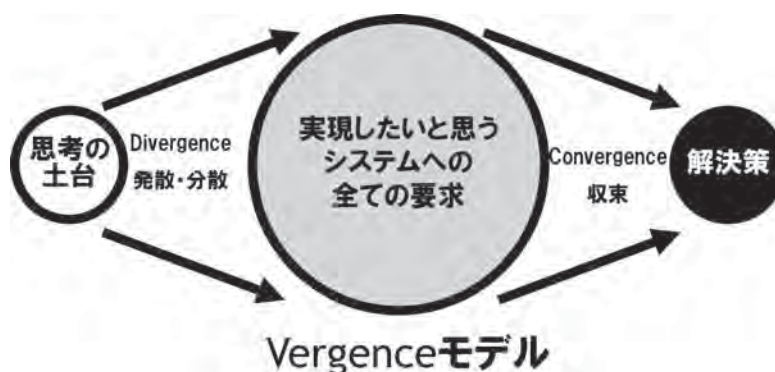 思考の
土台
Divergence
発散・分散
実現したいと思う
システムへの
全ての要求
Convergence
収束
解決策
Vergenceモデル